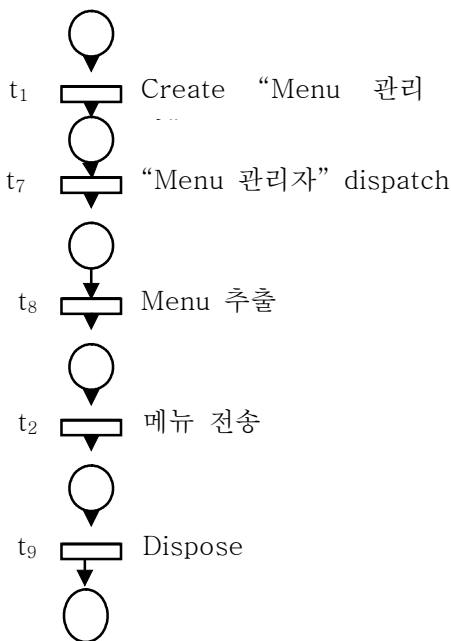 t₁ Create “Menu 관리
t₇ “Menu 관리자” dispatch
t₈ Menu 추출
t₂ 메뉴 전송
t₉ Dispose